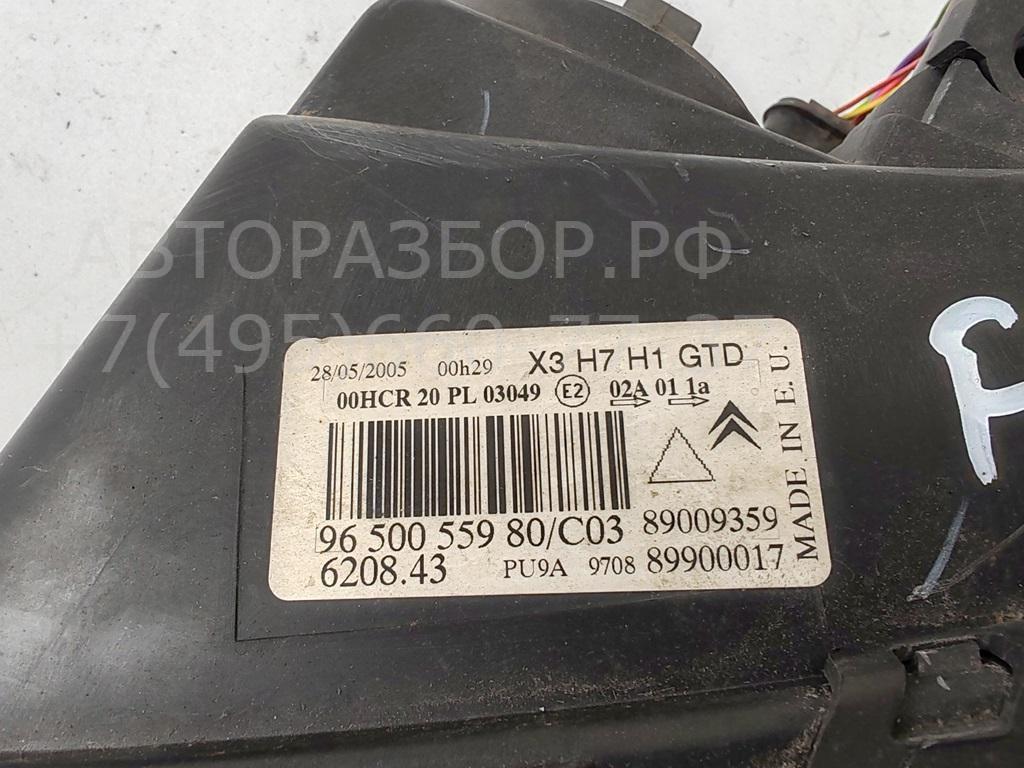 АВТОРАЗБОР.РФ
28/05/2005 00h29 X3 H7 H1 GTD
00HCR 20 PL 03049 E2 02A 01 1a
96 500 559 80/C03 89009359
6208.43 PU9A 9708 89900017
MADE IN E. U.